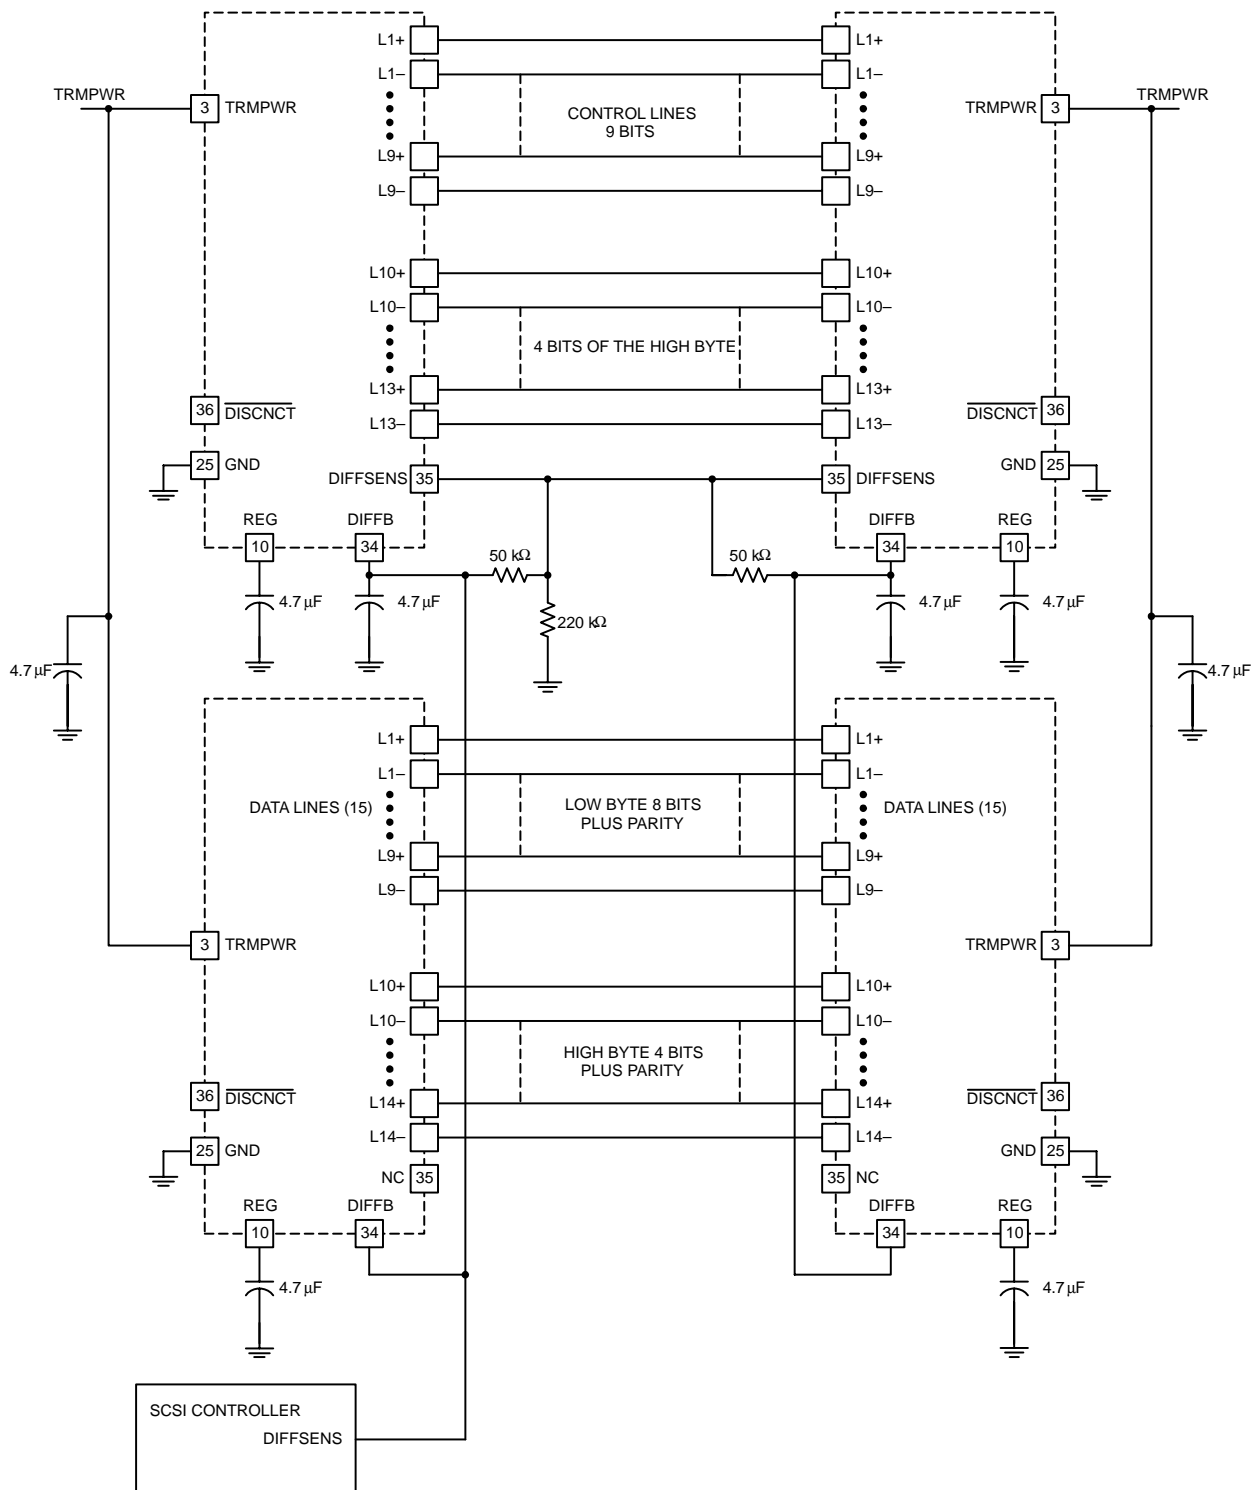 L1+ L1+
L1– L1–
TRMPWR 3 TRMPWR CONTROL LINES TRMPWR 3 TRMPWR
9 BITS
L9+ L9+
L9– L9–
L10+ L10+
L10– L10–
4 BITS OF THE HIGH BYTE
L13+ L13+
36 DISCNCT L13– L13– DISCNCT 36
25 GND DIFFSENS 35 35 DIFFSENS GND 25
REG DIFFB DIFFB REG
10 34 34 10
50 kΩ 50 kΩ
4.7 µF 4.7 µF 4.7 µF 4.7 µF
220 kΩ
4.7 µF 4.7 µF
L1+ L1+
L1– L1–
DATA LINES (15) LOW BYTE 8 BITS DATA LINES (15)
PLUS PARITY
L9+ L9+
L9– L9–
3 TRMPWR TRMPWR 3
L10+ L10+
L10– L10–
HIGH BYTE 4 BITS
PLUS PARITY
36 DISCNCT L14+ L14+ DISCNCT 36
L14– L14–
25 GND GND 25
NC 35 35 NC
REG DIFFB DIFFB REG
10 34 34 10
4.7 µF 4.7 µF
SCSI CONTROLLER
DIFFSENS